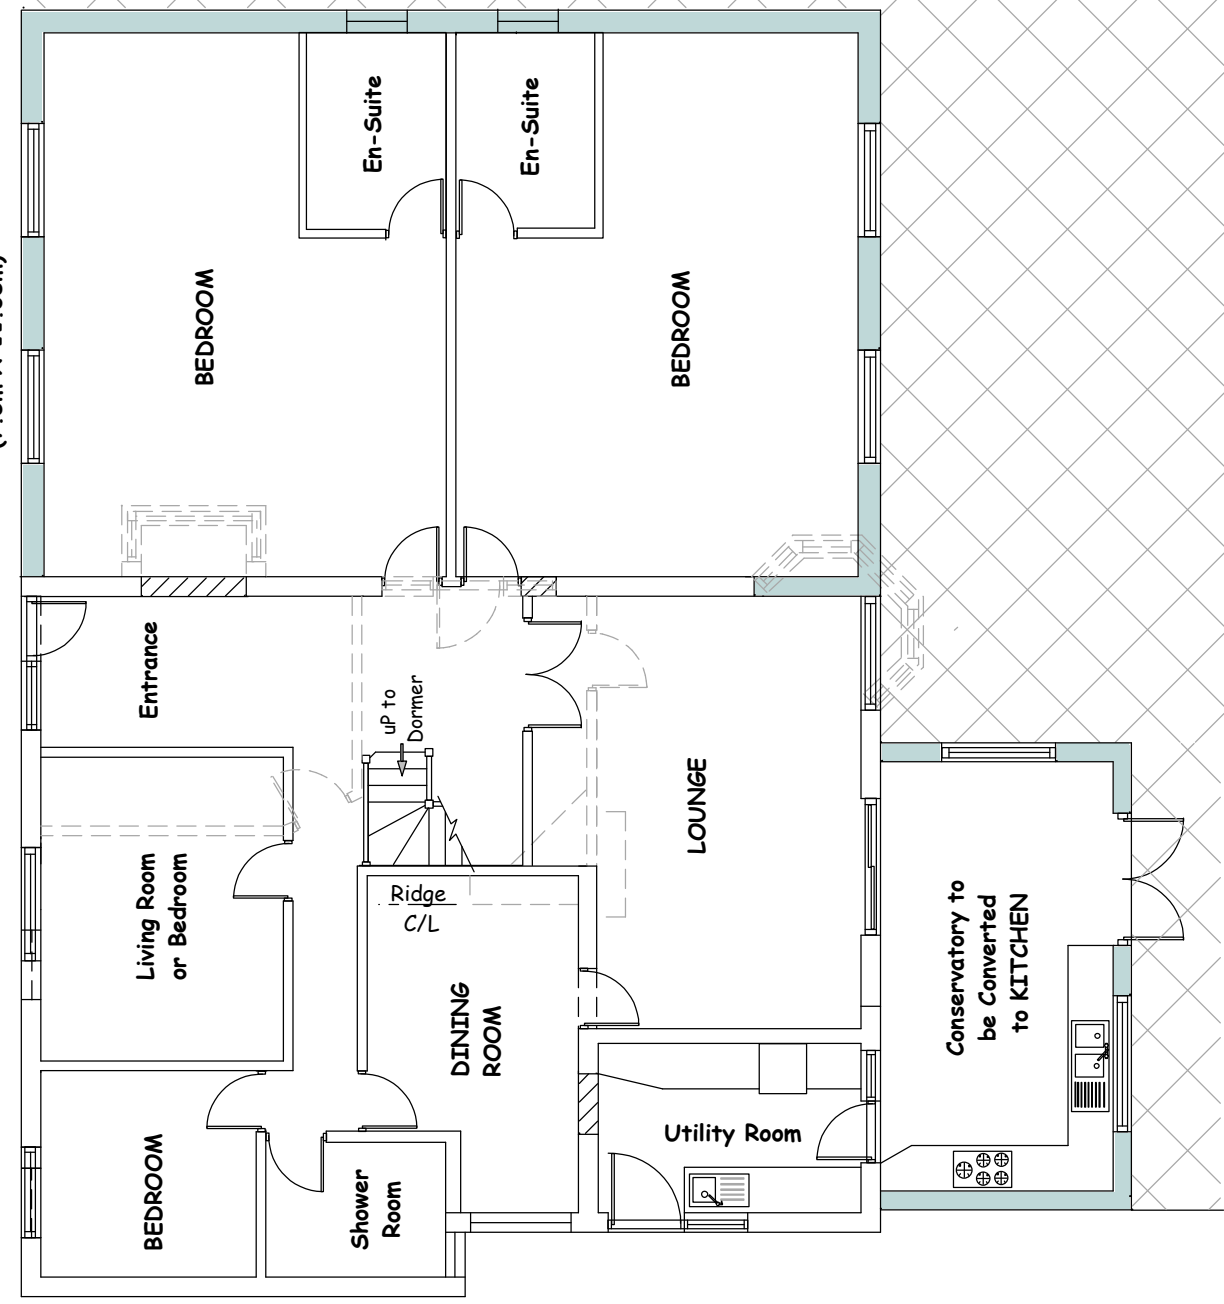 En-Suite
En-Suite
BEDROOM
BEDROOM
Entrance
uP to
Dormer
LOUNGE
Living Room
or Bedroom
Ridge
C/L
DINING
ROOM
Conservatory to
be Converted
to KITCHEN
Utility Room
BEDROOM
Shower
Room